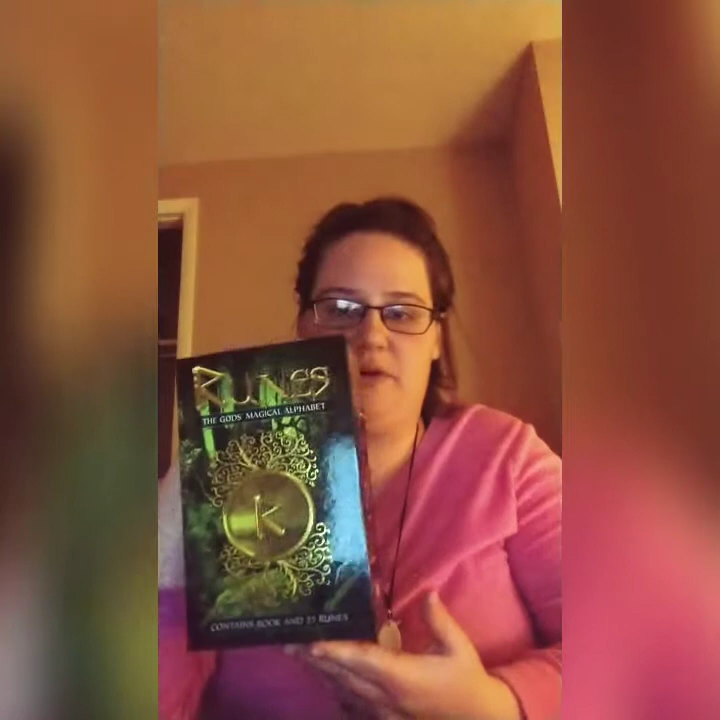 RUNES
THE GODS' MAGICAL ALPHABET
CONTAINS BOOK AND 25 RUNES